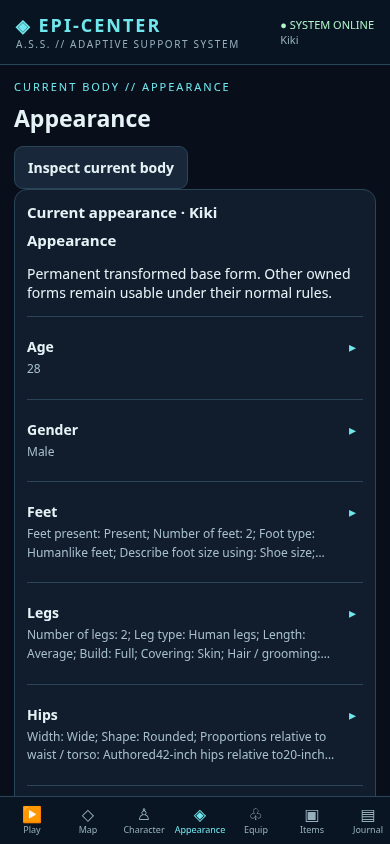 ◈ EPI-CENTER
A.S.S. // ADAPTIVE SUPPORT SYSTEM
● SYSTEM ONLINE
Kiki
CURRENT BODY // APPEARANCE
Appearance
Inspect current body
Current appearance · Kiki
Appearance
Permanent transformed base form. Other owned
forms remain usable under their normal rules.
Age
28
Gender
Male
Feet
Feet present: Present; Number of feet: 2; Foot type:
Humanlike feet; Describe foot size using: Shoe size;...
Legs
Number of legs: 2; Leg type: Human legs; Length:
Average; Build: Full; Covering: Skin; Hair / grooming:...
Hips
Width: Wide; Shape: Rounded; Proportions relative to
waist / torso: Authored42-inch hips relative to20-inch...
Play
Map
Character
Appearance
Equip
Items
Journal